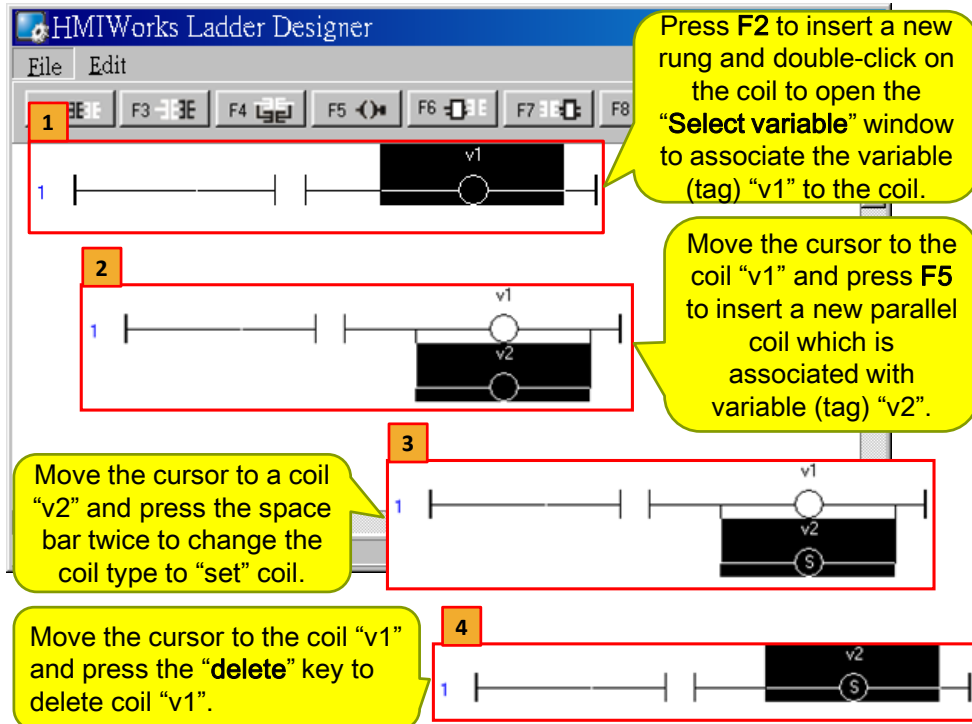 HMIWorks Ladder Designer
File Edit
F3 F4 F5 F6 F7 F8
Press F2 to insert a new
rung and double-click on
the coil to open the
“Select variable” window
to associate the variable
(tag) “v1” to the coil.
1
v1
1
2
v1
1
v2
Move the cursor to the
coil “v1” and press F5
to insert a new parallel
coil which is
associated with
variable (tag) “v2”.
3
v1
1
v2
S
Move the cursor to a coil
“v2” and press the space
bar twice to change the
coil type to “set” coil.
4
v2
1
S
Move the cursor to the coil “v1”
and press the “delete” key to
delete coil “v1”.